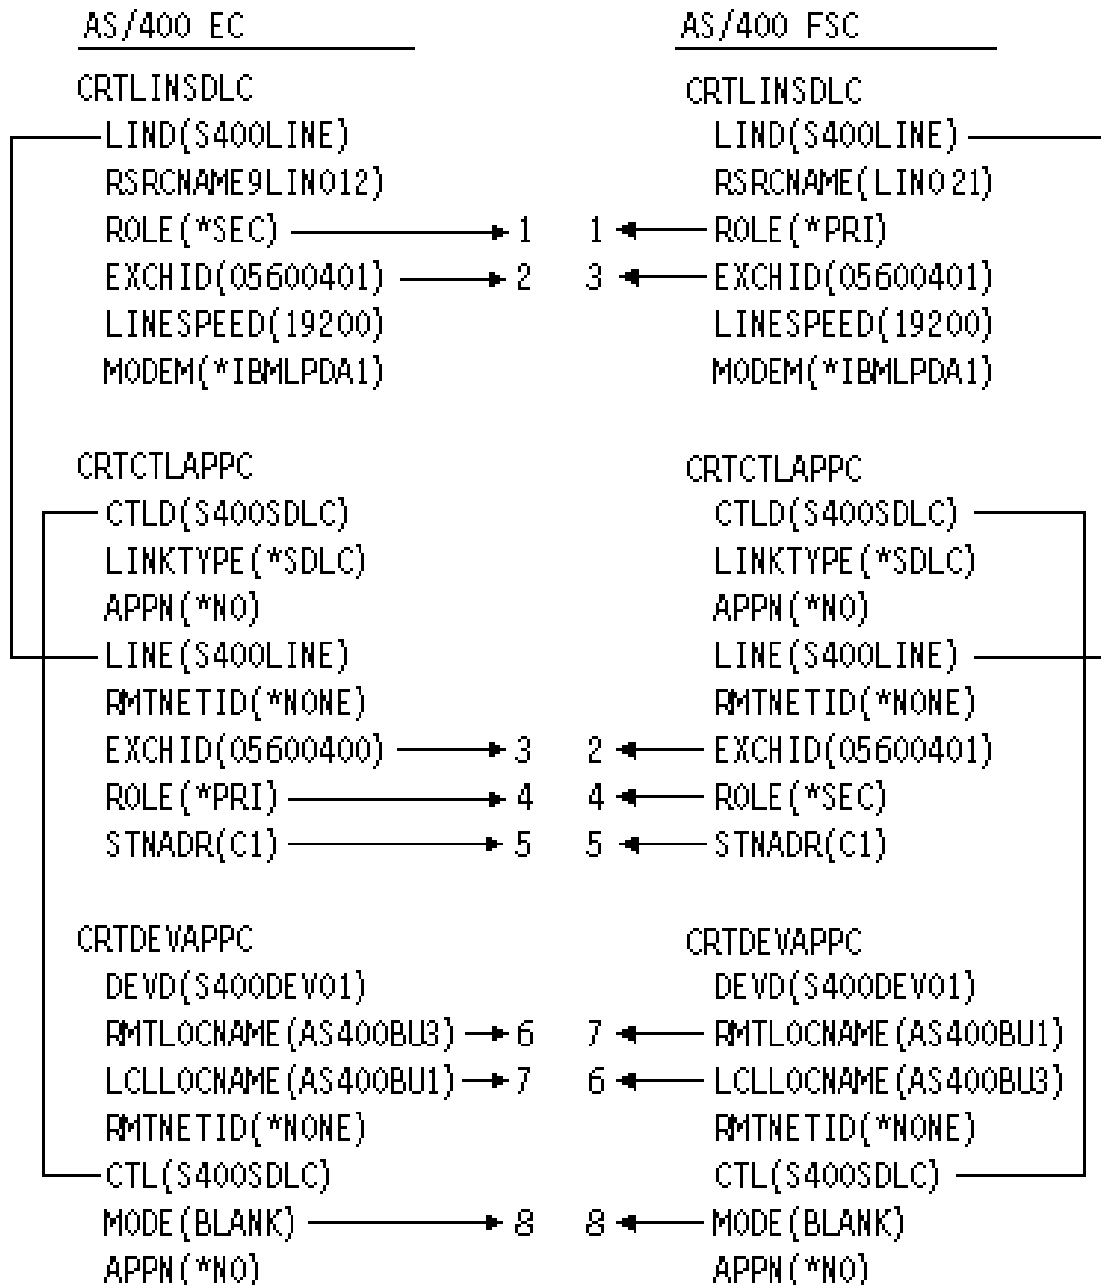 AS/400 EC
CRTLINSDLC
LIND(S400LINE)
RSRCNAME9LIN012)
ROLE(*SEC) 1
EXCHID(05600401) 2
LINESPEED(19200)
MODEM(*IBMLPDA1)
CRTCTLAPPC
CTLD(S400SDLC)
LINKTYPE(*SDLC)
APPN(*NO)
LINE(S400LINE)
RMTNETID(*NONE)
EXCHID(05600400) 3
ROLE(*PRI) 4
STNADR(C1) 5
CRTDEVAPPC
DEVD(S400DEV01)
RMTLOCNAME(AS400BU3) 6
LCLLOCNAME(AS400BU1) 7
RMTNETID(*NONE)
CTL(S400SDLC)
MODE(BLANK) 8
APPN(*NO)
AS/400 FSC
CRTLINSDLC
LIND(S400LINE)
RSRCNAME(LIN021)
1 ROLE(*PRI)
3 EXCHID(05600401)
LINESPEED(19200)
MODEM(*IBMLPDA1)
CRTCTLAPPC
CTLD(S400SDLC)
LINKTYPE(*SDLC)
APPN(*NO)
LINE(S400LINE)
RMTNETID(*NONE)
2 EXCHID(05600401)
4 ROLE(*SEC)
5 STNADR(C1)
CRTDEVAPPC
DEVD(S400DEV01)
7 RMTLOCNAME(AS400BU1)
6 LCLLOCNAME(AS400BU3)
RMTNETID(*NONE)
CTL(S400SDLC)
8 MODE(BLANK)
APPN(*NO)